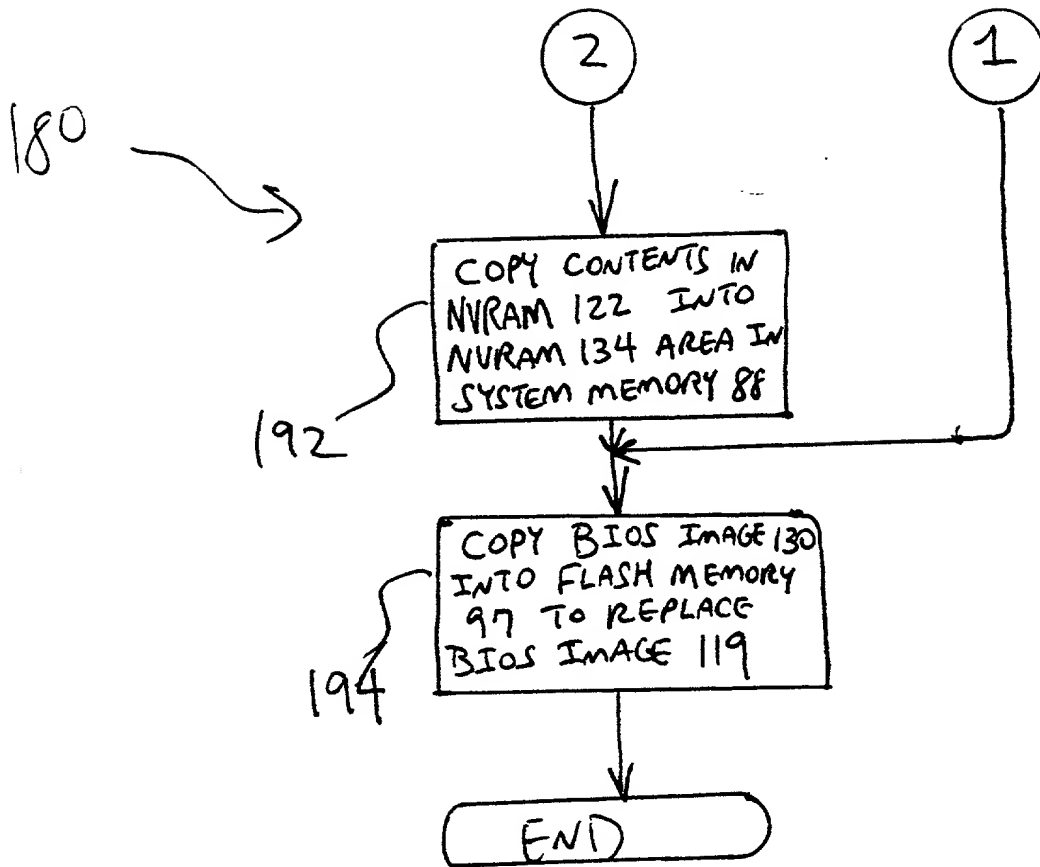 2
1
180
COPY CONTENTS IN
NVRAM 122 INTO
NVRAM 134 AREA IN
SYSTEM MEMORY 88
192
COPY BIOS IMAGE 130
INTO FLASH MEMORY
97 TO REPLACE
BIOS IMAGE 119
194
END